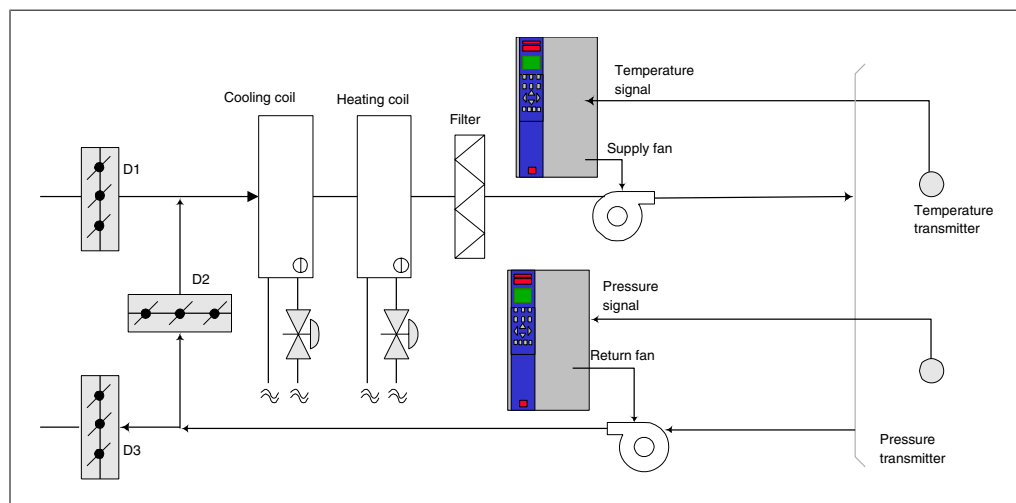 Cooling coil
Heating coil
Filter
Temperature
signal
Supply fan
D1
Temperature
transmitter
D2
Pressure
signal
Return fan
D3
Pressure
transmitter